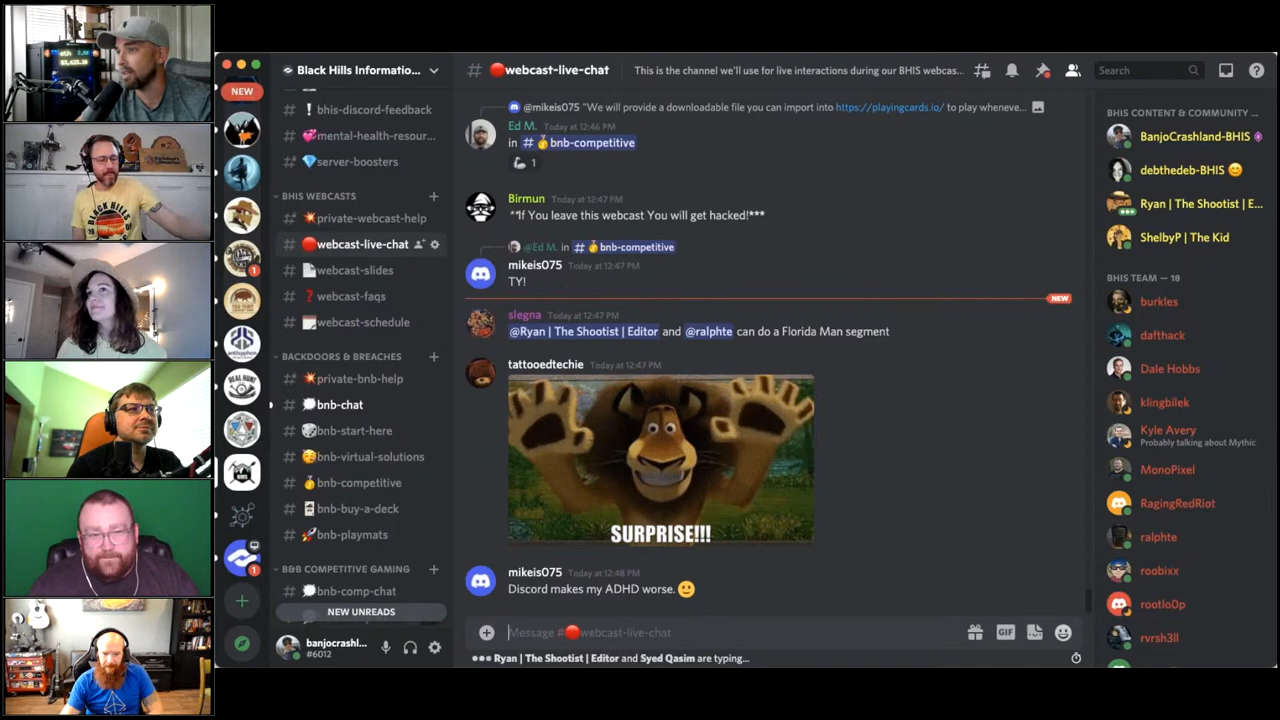 Black Hills Informatio...
# 🔴webcast-live-chat
This is the channel we'll use for live interactions during our BHIS webcas...
Search
NEW
bhis-discord-feedback
mental-health-resour...
server-boosters
BHIS WEBCASTS
private-webcast-help
webcast-live-chat
webcast-slides
webcast-faqs
webcast-schedule
BACKDOORS & BREACHES
private-bnb-help
bnb-chat
bnb-start-here
bnb-virtual-solutions
bnb-competitive
bnb-buy-a-deck
bnb-playmats
B&B COMPETITIVE GAMING
bnb-comp-chat
NEW UNREADS
banjocrashl...
#6012
@mikeis075 "We will provide a downloadable file you can import into https://playingcards.io/ to play wheneve...
Ed M. Today at 12:46 PM
in # 🥇bnb-competitive
1
Birmun Today at 12:47 PM
**If You leave this webcast You will get hacked!***
@Ed M. in # 🥇bnb-competitive
mikeis075 Today at 12:47 PM
TY!
NEW
slegna Today at 12:47 PM
@Ryan | The Shootist | Editor and @ralphte can do a Florida Man segment
tattooedtechie Today at 12:47 PM
SURPRISE!!!
mikeis075 Today at 12:48 PM
Discord makes my ADHD worse. 🙂
Message #🔴webcast-live-chat
GIF
Ryan | The Shootist | Editor and Syed Qasim are typing...
BHIS CONTENT & COMMUNITY ...
BanjoCrashland-BHIS
debthedeb-BHIS 😊
Ryan | The Shootist | E...
ShelbyP | The Kid
BHIS TEAM — 18
burkles
dafthack
Dale Hobbs
klingbilek
Kyle Avery
Probably talking about Mythic
MonoPixel
RagingRedRiot
ralphte
roobixx
rootlo0p
rvrsh3ll